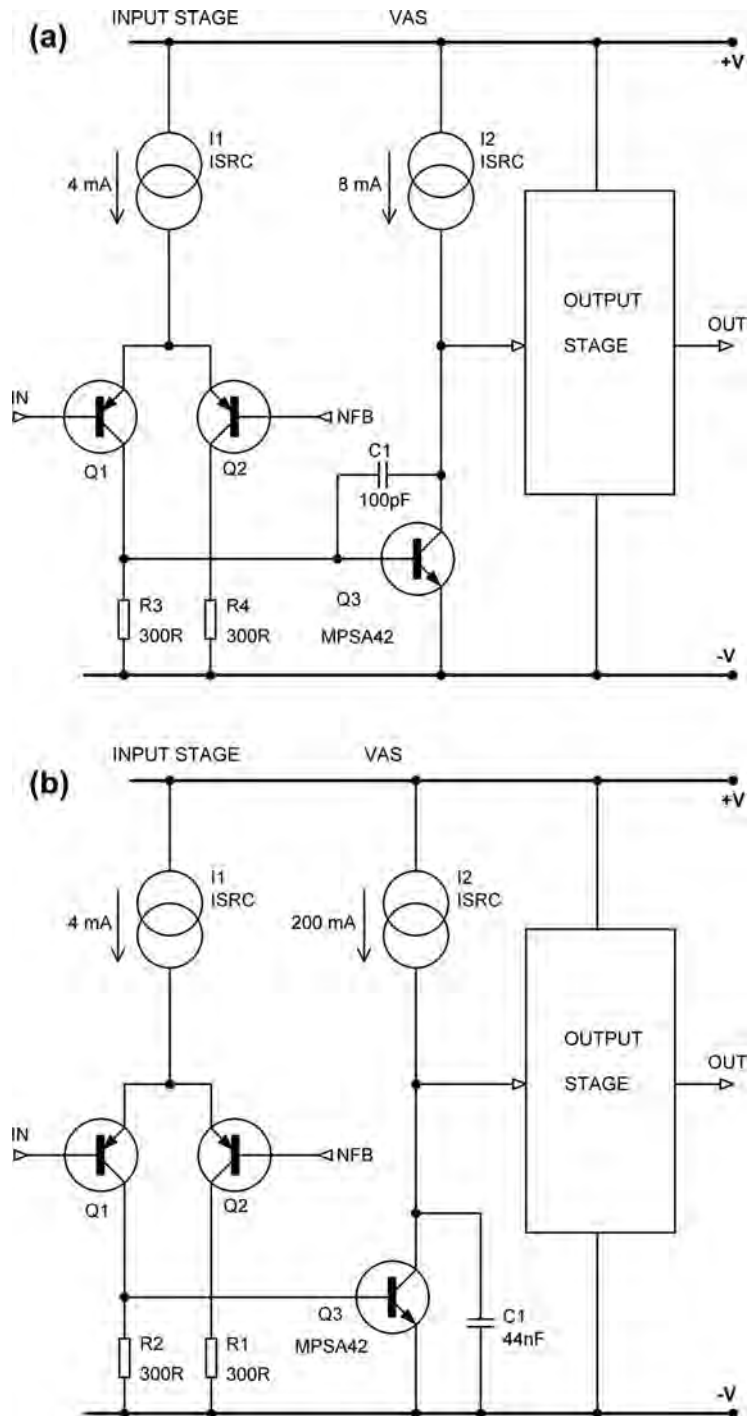 INPUT STAGE VAS
(a)
+V
I1
ISRC
4 mA
I2
ISRC
8 mA
OUTPUT
STAGE
OUT
IN
NFB
Q1
Q2
C1
100pF
Q3
MPSA42
R3
300R
R4
300R
-V
INPUT STAGE VAS
(b)
+V
I1
ISRC
4 mA
I2
ISRC
200 mA
OUTPUT
STAGE
OUT
IN
NFB
Q1
Q2
Q3
MPSA42
C1
44nF
R2
300R
R1
300R
-V